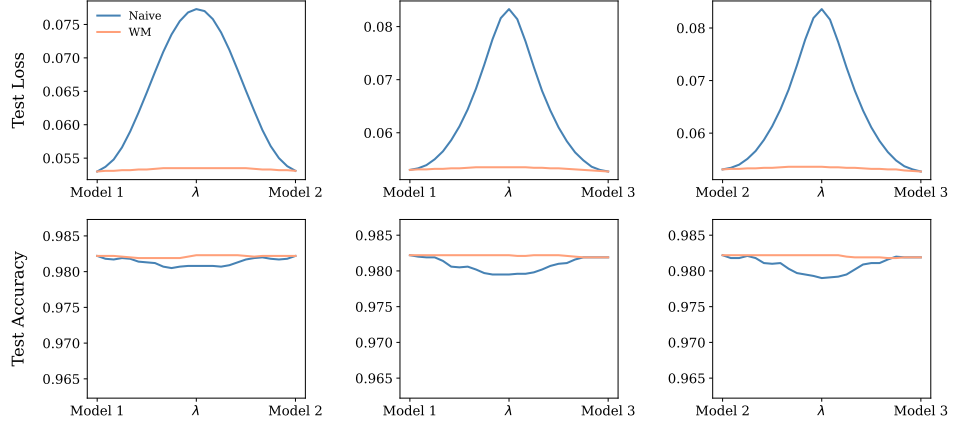 Test Loss
0.075
0.070
0.065
0.060
0.055
Naive
WM
Model 1 λ Model 2
0.08
0.07
0.06
Model 1 λ Model 3
0.08
0.07
0.06
Model 2 λ Model 3
Test Accuracy
0.985
0.980
0.975
0.970
0.965
Model 1 λ Model 2
0.985
0.980
0.975
0.970
0.965
Model 1 λ Model 3
0.985
0.980
0.975
0.970
0.965
Model 2 λ Model 3